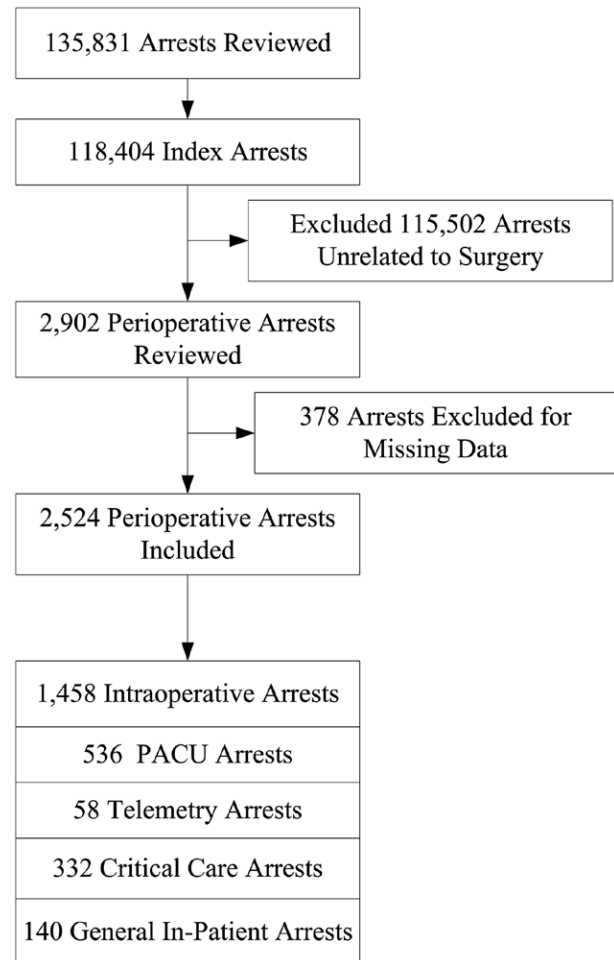 135,831 Arrests Reviewed
118,404 Index Arrests
Excluded 115,502 Arrests
Unrelated to Surgery
2,902 Perioperative Arrests
Reviewed
378 Arrests Excluded for
Missing Data
2,524 Perioperative Arrests
Included
1,458 Intraoperative Arrests
536 PACU Arrests
58 Telemetry Arrests
332 Critical Care Arrests
140 General In-Patient Arrests